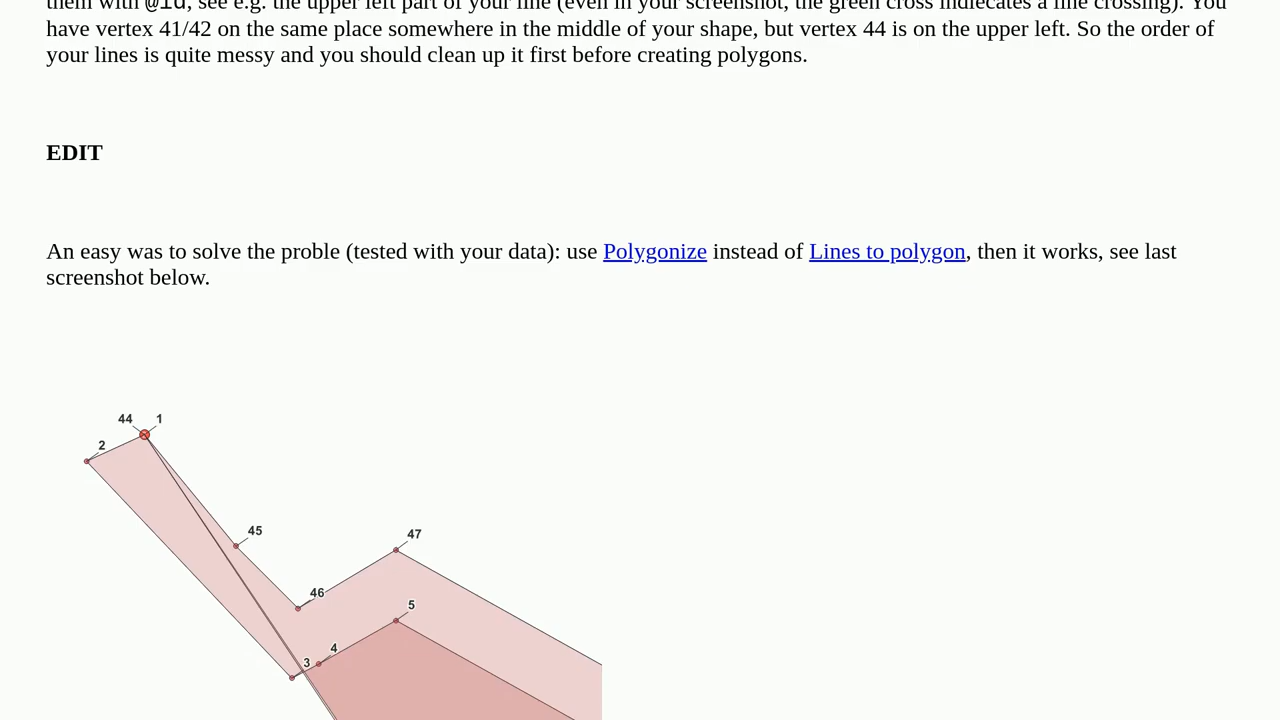 them with @id, see e.g. the upper left part of your line (even in your screenshot, the green cross indiecates a line crossing). You
have vertex 41/42 on the same place somewhere in the middle of your shape, but vertex 44 is on the upper left. So the order of
your lines is quite messy and you should clean up it first before creating polygons.
EDIT
An easy was to solve the proble (tested with your data): use Polygonize instead of Lines to polygon, then it works, see last
screenshot below.
44 1
2
45
47
46
5
4
3